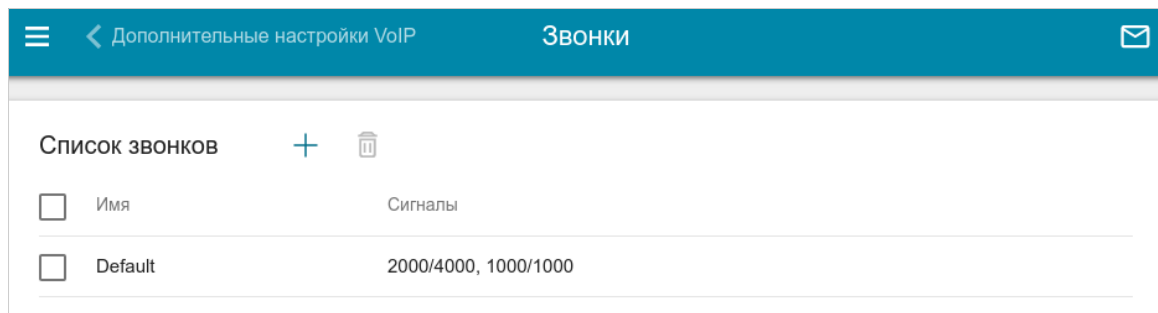 Дополнительные настройки VoIP Звонки
Список звонков
Имя Сигналы
Default 2000/4000, 1000/1000